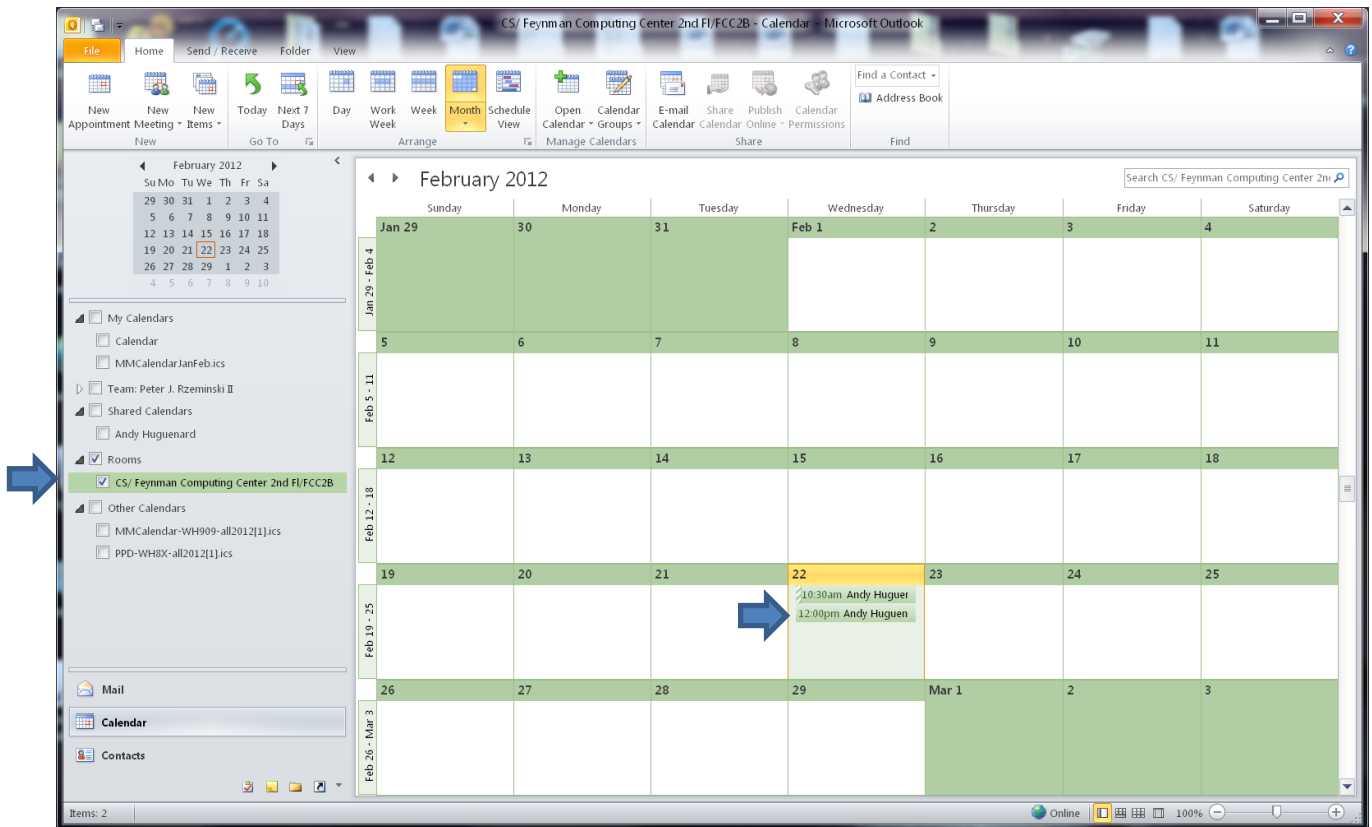 CS/ Feynman Computing Center 2nd Fl/FCC2B - Calendar - Microsoft Outlook
File Home Send / Receive Folder View
New Appointment
New Meeting
New Items
Today
Next 7 Days
Day
Work Week
Week
Month
Schedule View
Open Calendar
Calendar Groups
E-mail Calendar
Share Calendar
Publish Online
Calendar Permissions
Find a Contact
Address Book
New Go To Arrange Manage Calendars Share Find
February 2012
Su Mo Tu We Th Fr Sa
29 30 31 1 2 3 4
5 6 7 8 9 10 11
12 13 14 15 16 17 18
19 20 21 22 23 24 25
26 27 28 29 1 2 3
4 5 6 7 8 9 10
My Calendars
Calendar
MMCalendarJanFeb.ics
Team: Peter J. Rzeminski II
Shared Calendars
Andy Huguenard
Rooms
CS/ Feynman Computing Center 2nd Fl/FCC2B
Other Calendars
MMCalendar-WH909-all2012[1].ics
PPD-WH8X-all2012[1].ics
Mail
Calendar
Contacts
February 2012
Search CS/ Feynman Computing Center 2n
Sunday Monday Tuesday Wednesday Thursday Friday Saturday
Jan 29 - Feb 4
Jan 29 30 31 Feb 1 2 3 4
Feb 5 - 11
5 6 7 8 9 10 11
Feb 12 - 18
12 13 14 15 16 17 18
Feb 19 - 25
19 20 21 22 23 24 25
10:30am Andy Huguer
12:00pm Andy Huguen
Feb 26 - Mar 3
26 27 28 29 Mar 1 2 3
Items: 2
Online
100%